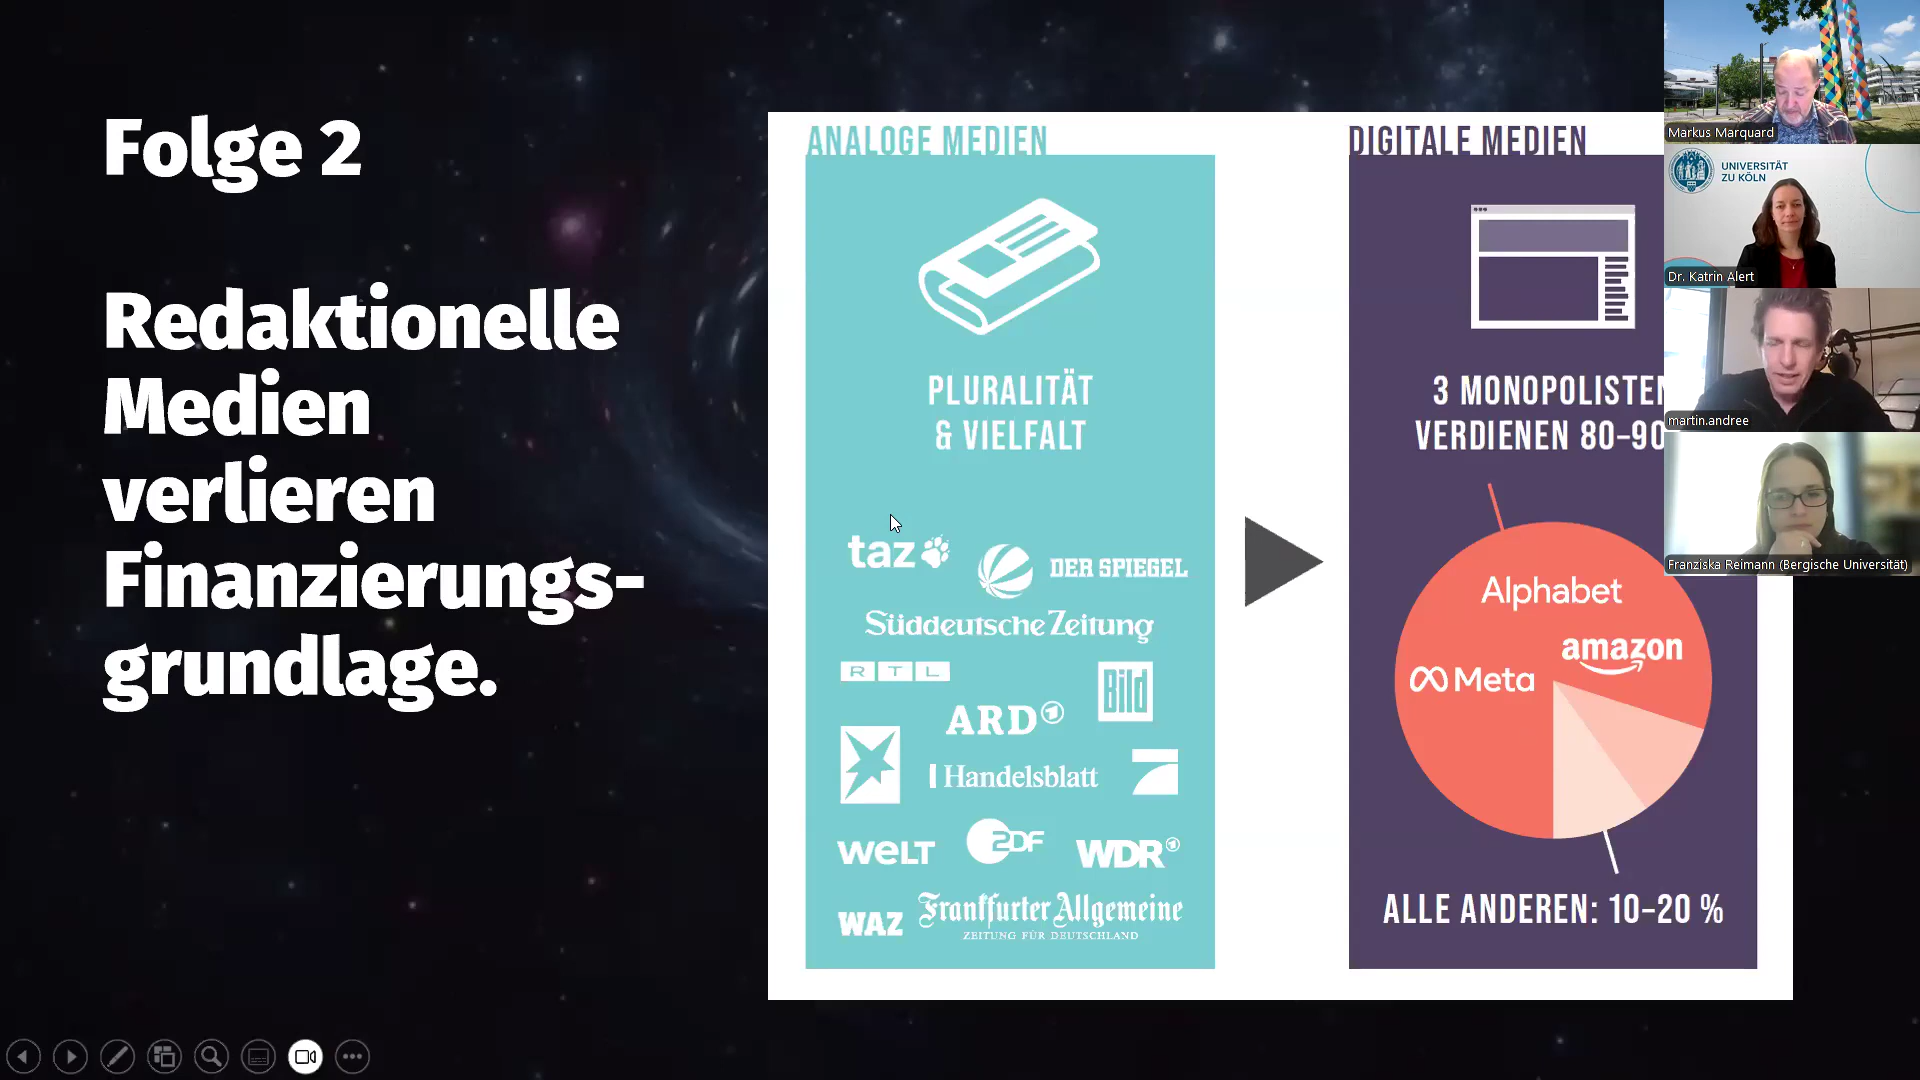 Folge 2
Redaktionelle
Medien
verlieren
Finanzierungs-
grundlage.
ANALOGE MEDIEN
PLURALITÄT
& VIELFALT
taz
DER SPIEGEL
Süddeutsche Zeitung
RTL
Bild
ARD
Handelsblatt
WELT
ZDF
WDR
WAZ
Frankfurter Allgemeine
ZEITUNG FÜR DEUTSCHLAND
DIGITALE MEDIEN
3 MONOPOLISTEN
VERDIENEN 80–90
Alphabet
amazon
Meta
ALLE ANDEREN: 10–20 %
Markus Marquard
UNIVERSITÄT
ZU KÖLN
Dr. Katrin Alert
martin.andree
Franziska Reimann (Bergische Universität)